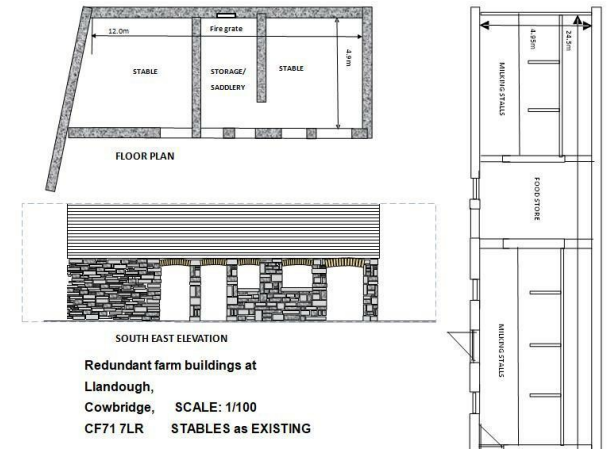 12.0m
Fire grate
4.9m
STABLE
STORAGE/
SADDLERY
STABLE
FLOOR PLAN
SOUTH EAST ELEVATION
Redundant farm buildings at
Llandough,
Cowbridge, SCALE: 1/100
CF71 7LR STABLES as EXISTING
4.95m
24.5m
MILKING STALLS
FOOD STORE
MILKING STALLS